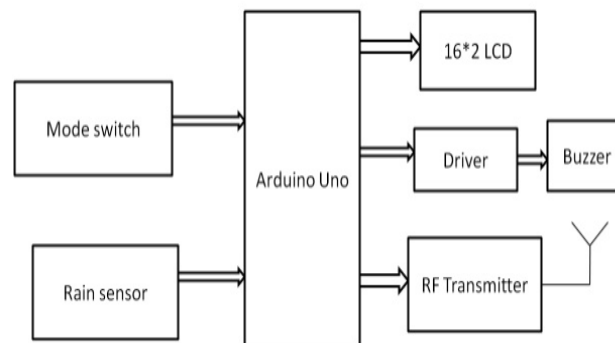 16*2 LCD
Mode switch
Arduino Uno
Driver
Buzzer
Rain sensor
RF Transmitter